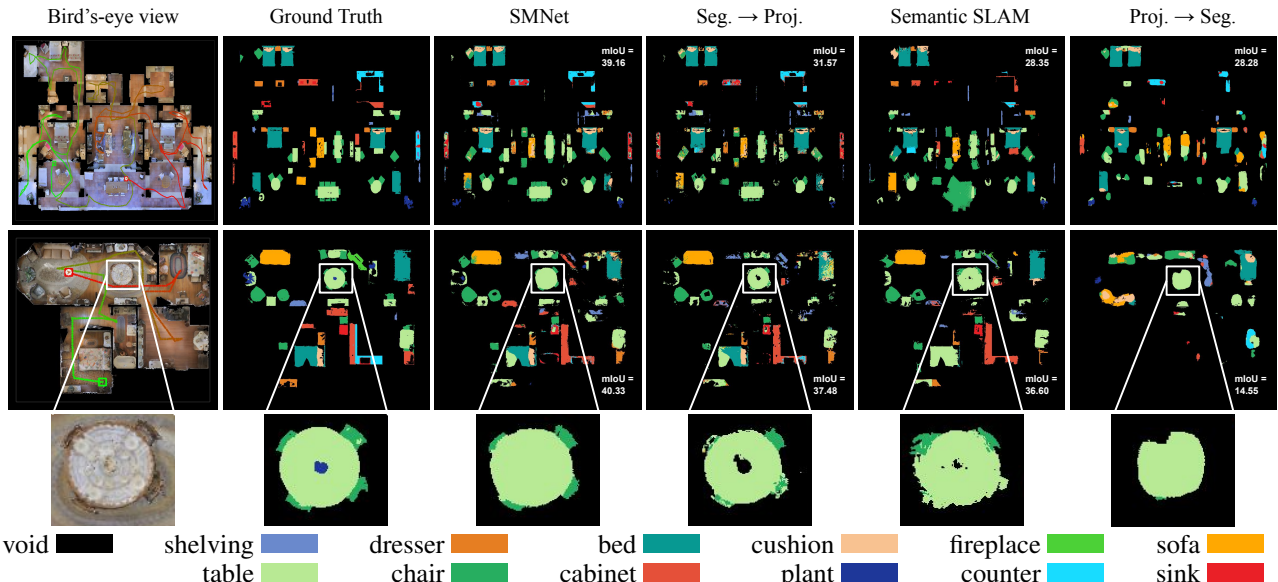 Bird's-eye view Ground Truth SMNet Seg. → Proj. Semantic SLAM Proj. → Seg.
mIoU = 39.16
mIoU = 31.57
mIoU = 28.35
mIoU = 28.28
mIoU = 40.33
mIoU = 37.48
mIoU = 36.60
mIoU = 14.55
void shelving dresser bed cushion fireplace sofa
table chair cabinet plant counter sink